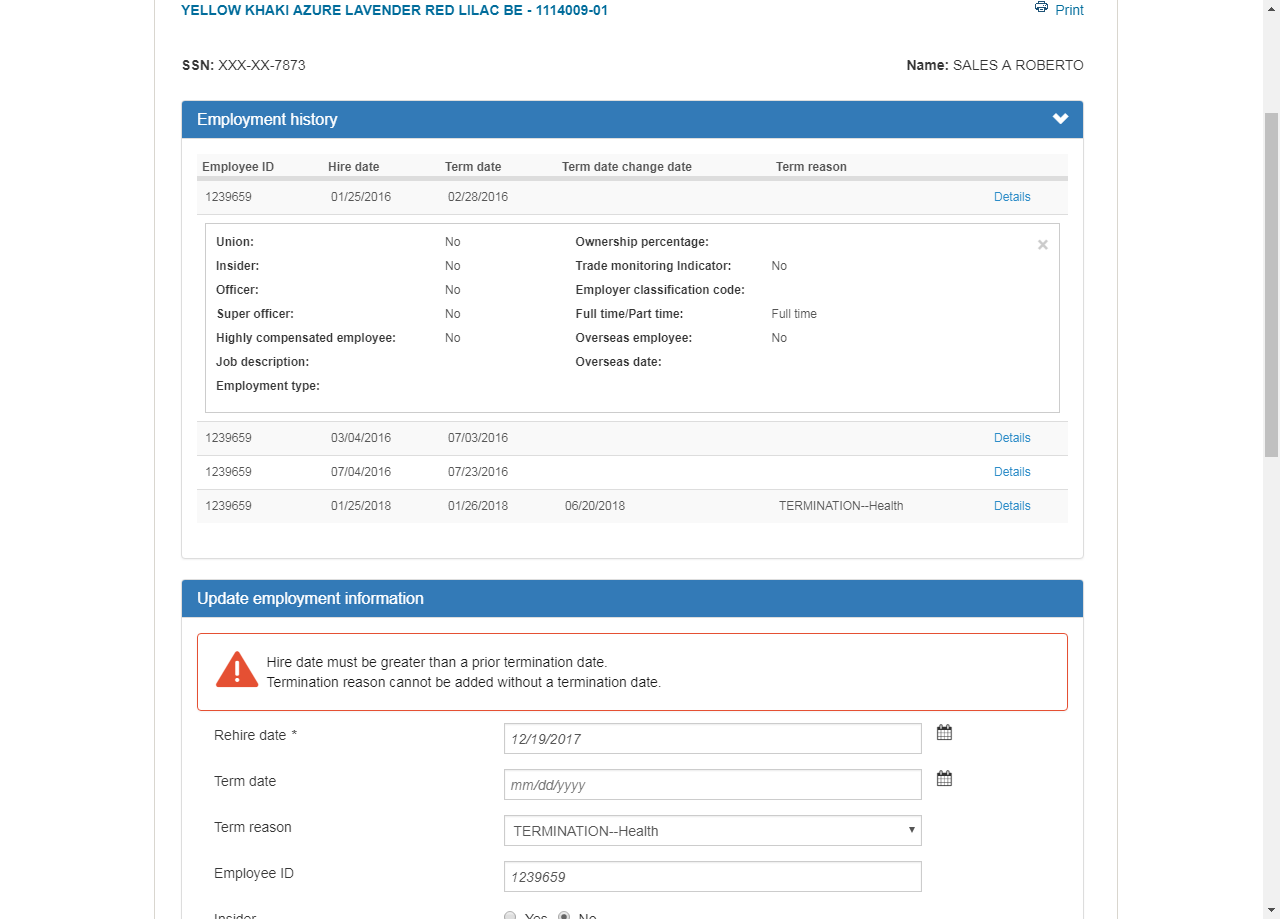 YELLOW KHAKI AZURE LAVENDER RED LILAC BE - 1114009-01 Print
SSN: XXX-XX-7873 Name: SALES A ROBERTO
Employment history
Employee ID Hire date Term date Term date change date Term reason
1239659 01/25/2016 02/28/2016 Details
Union: No Ownership percentage:
Insider: No Trade monitoring Indicator: No
Officer: No Employer classification code:
Super officer: No Full time/Part time: Full time
Highly compensated employee: No Overseas employee: No
Job description: Overseas date:
Employment type:
1239659 03/04/2016 07/03/2016 Details
1239659 07/04/2016 07/23/2016 Details
1239659 01/25/2018 01/26/2018 06/20/2018 TERMINATION--Health Details
Update employment information
Hire date must be greater than a prior termination date.
Termination reason cannot be added without a termination date.
Rehire date * 12/19/2017
Term date mm/dd/yyyy
Term reason TERMINATION--Health
Employee ID 1239659
Insider Yes No